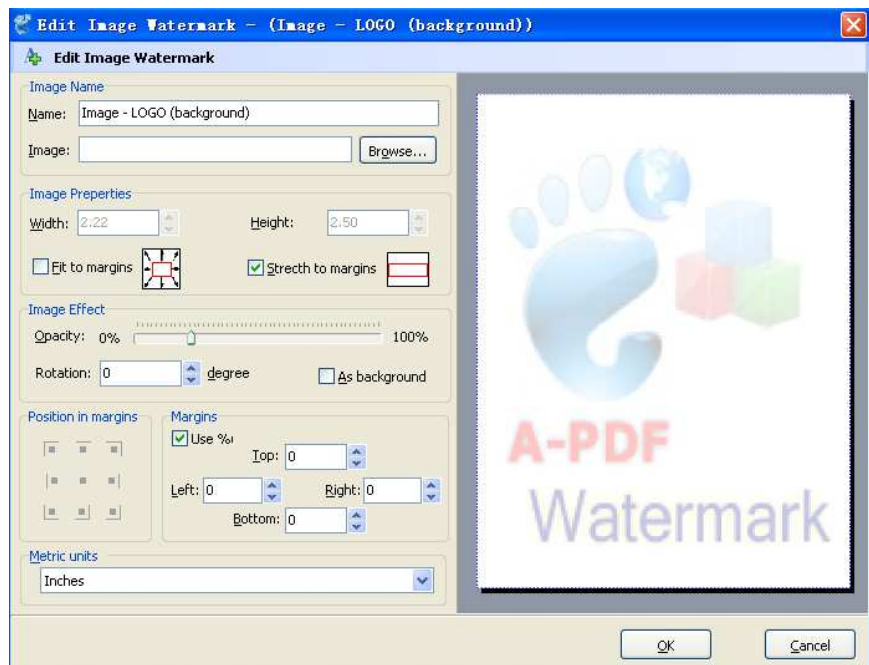 Edit Image Watermark - (Image - LOGO (background))
Edit Image Watermark
Image Name
Name: Image - LOGO (background)
Image: Browse...
Image Preperties
Width: 2.22 Height: 2.50
Fit to margins Strecth to margins
Image Effect
Opacity: 0% 100%
Rotation: 0 degree As background
Position in margins
Margins
Use %
Top: 0
Left: 0 Right: 0
Bottom: 0
Metric units
Inches
A-PDF
Watermark
OK Cancel